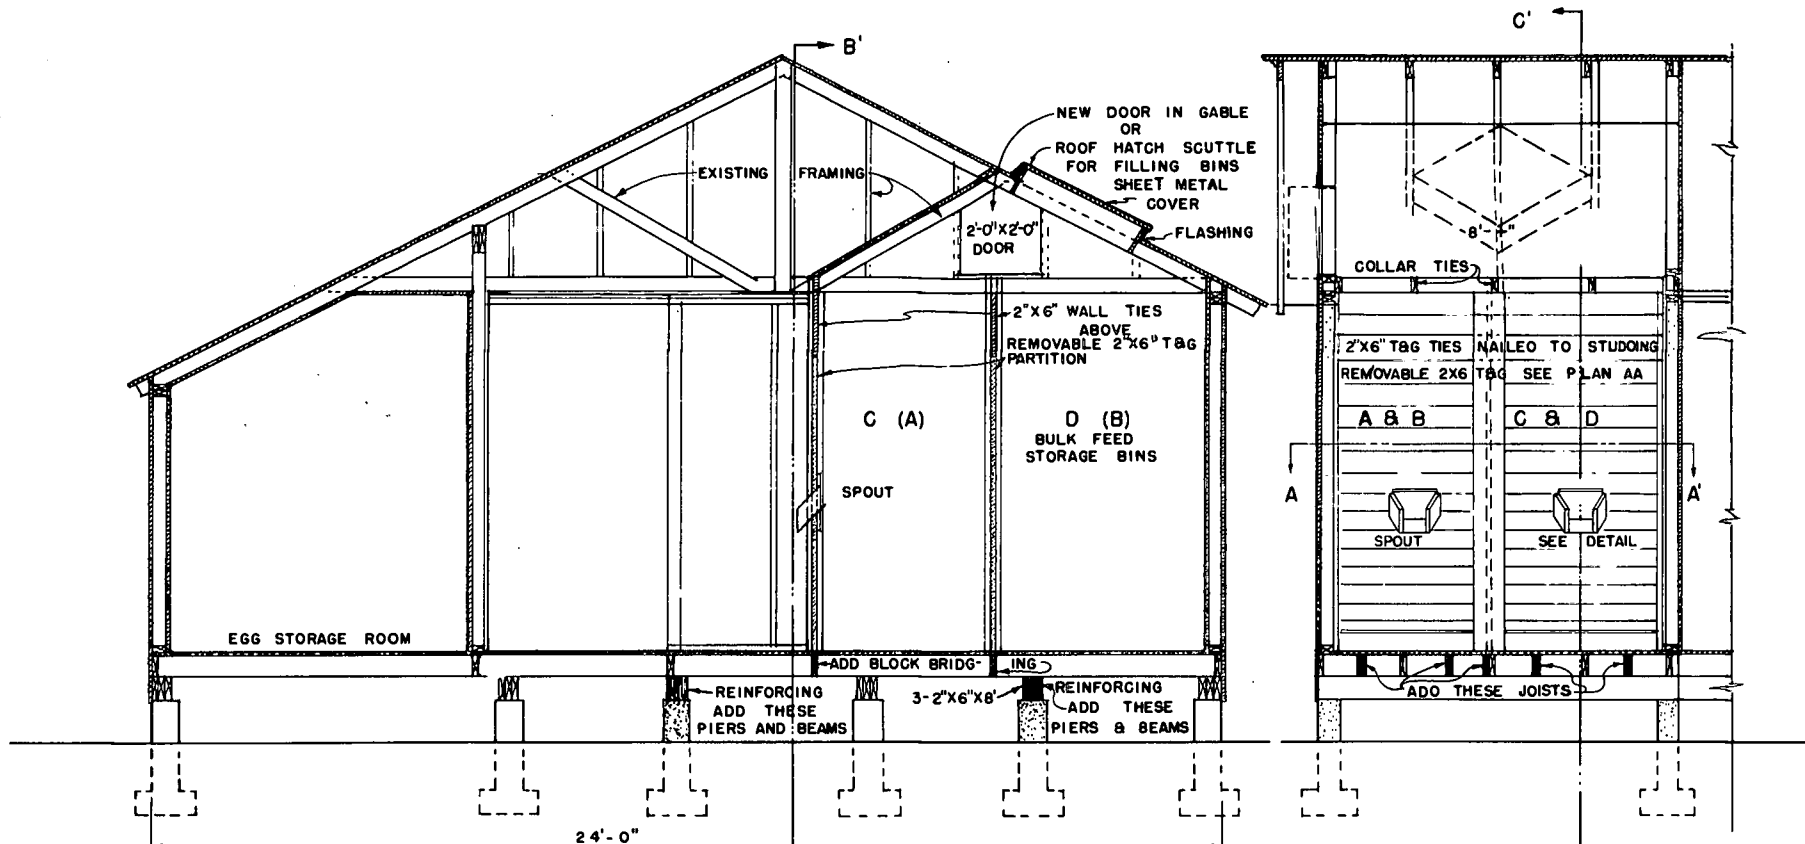 B'
NEW DOOR IN GABLE
OR
ROOF HATCH SCUTTLE
FOR FILLING BINS
SHEET METAL
COVER
EXISTING FRAMING
2'-0"X2'-0"
DOOR
FLASHING
2"X6" WALL TIES
ABOVE
REMOVABLE 2"X6" T&G
PARTITION
C (A)
D (B)
BULK FEED
STORAGE BINS
SPOUT
EGG STORAGE ROOM
ADD BLOCK BRIDG- ING
REINFORCING
ADD THESE
PIERS AND BEAMS
3-2"X6"X8'
REINFORCING
ADD THESE
PIERS & BEAMS
24'-0"
C'
COLLAR TIES
2"X6" T&G TIES NAILED TO STUDDING
REMOVABLE 2X6 T&G SEE PLAN AA
A & B
C & D
A
A'
SPOUT
SEE DETAIL
ADD THESE JOISTS